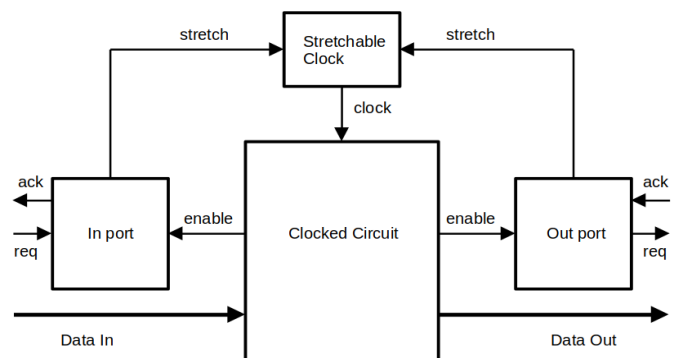 stretch
Stretchable
Clock
stretch
clock
ack
req
In port
enable
Clocked Circuit
enable
Out port
ack
req
Data In
Data Out